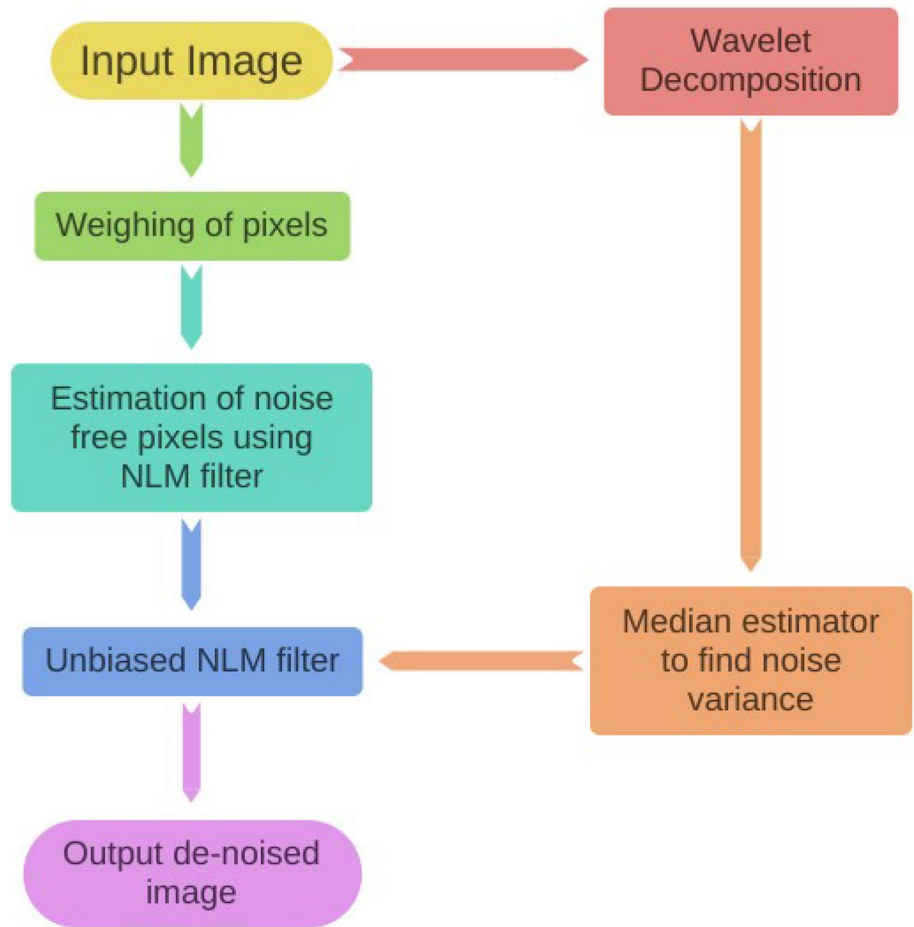 Input Image
Wavelet
Decomposition
Weighing of pixels
Estimation of noise
free pixels using
NLM filter
Unbiased NLM filter
Median estimator
to find noise
variance
Output de-noised
image